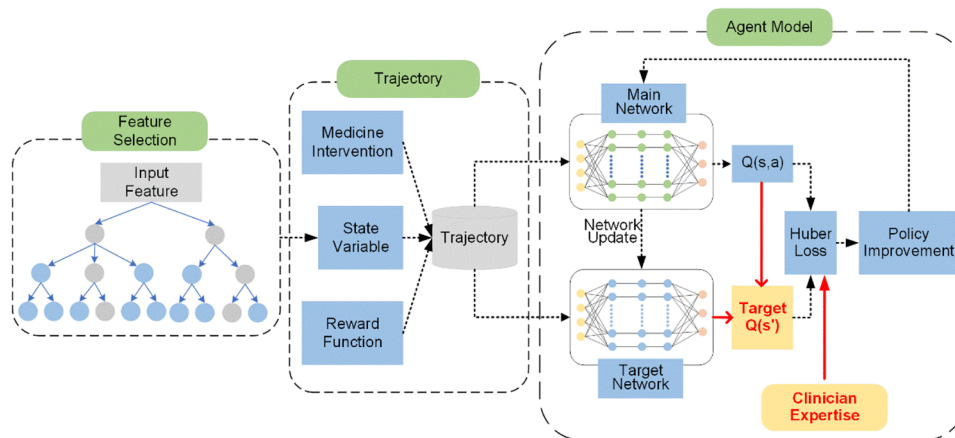 Feature
Selection
Input
Feature
Trajectory
Medicine
Intervention
State
Variable
Reward
Function
Trajectory
Agent Model
Main
Network
Network
Update
Target
Network
Q(s,a)
Target
Q(s')
Huber
Loss
Policy
Improvement
Clinician
Expertise